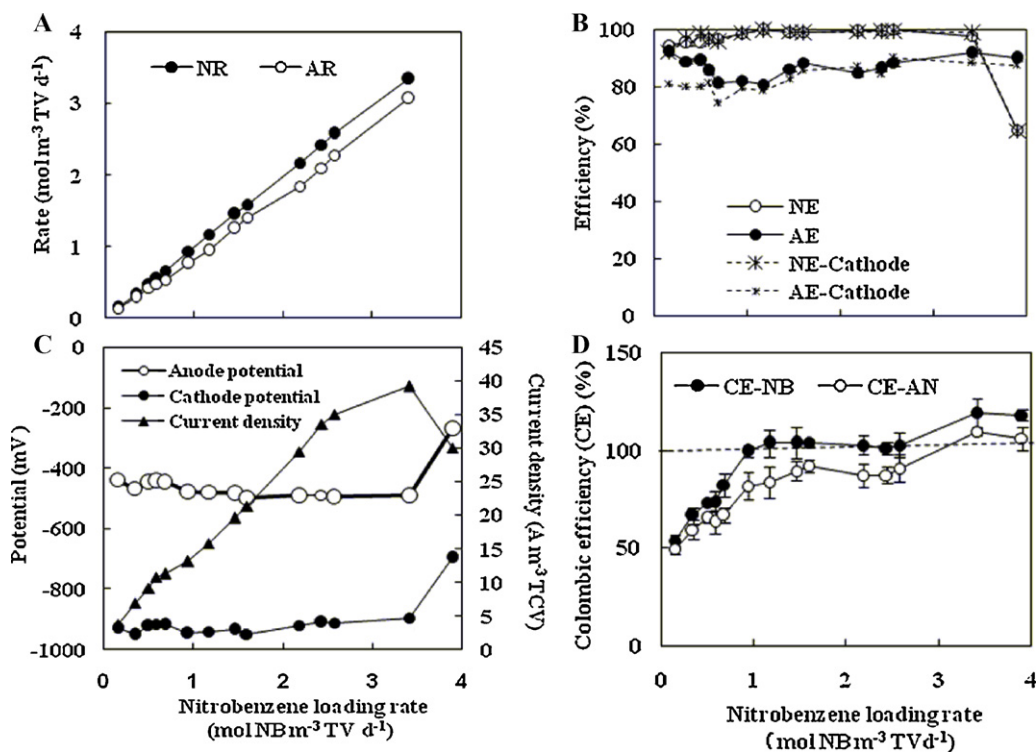 A
4
3
2
1
0
Rate (mol m-3 TV d-1)
NR
AR
B
100
80
60
40
20
0
Efficiency (%)
NE
AE
NE-Cathode
AE-Cathode
C
0
-200
-400
-600
-800
-1000
Potential (mV)
Anode potential
Cathode potential
Current density
45
40
35
30
25
20
15
10
5
0
Current density (A m-3 TCV)
0
1
2
3
4
Nitrobenzene loading rate
(mol NB m-3 TV d-1)
D
150
100
50
0
Colombic efficiency (CE) (%)
CE-NB
CE-AN
0
1
2
3
4
Nitrobenzene loading rate
(mol NB m-3 TVd-1)